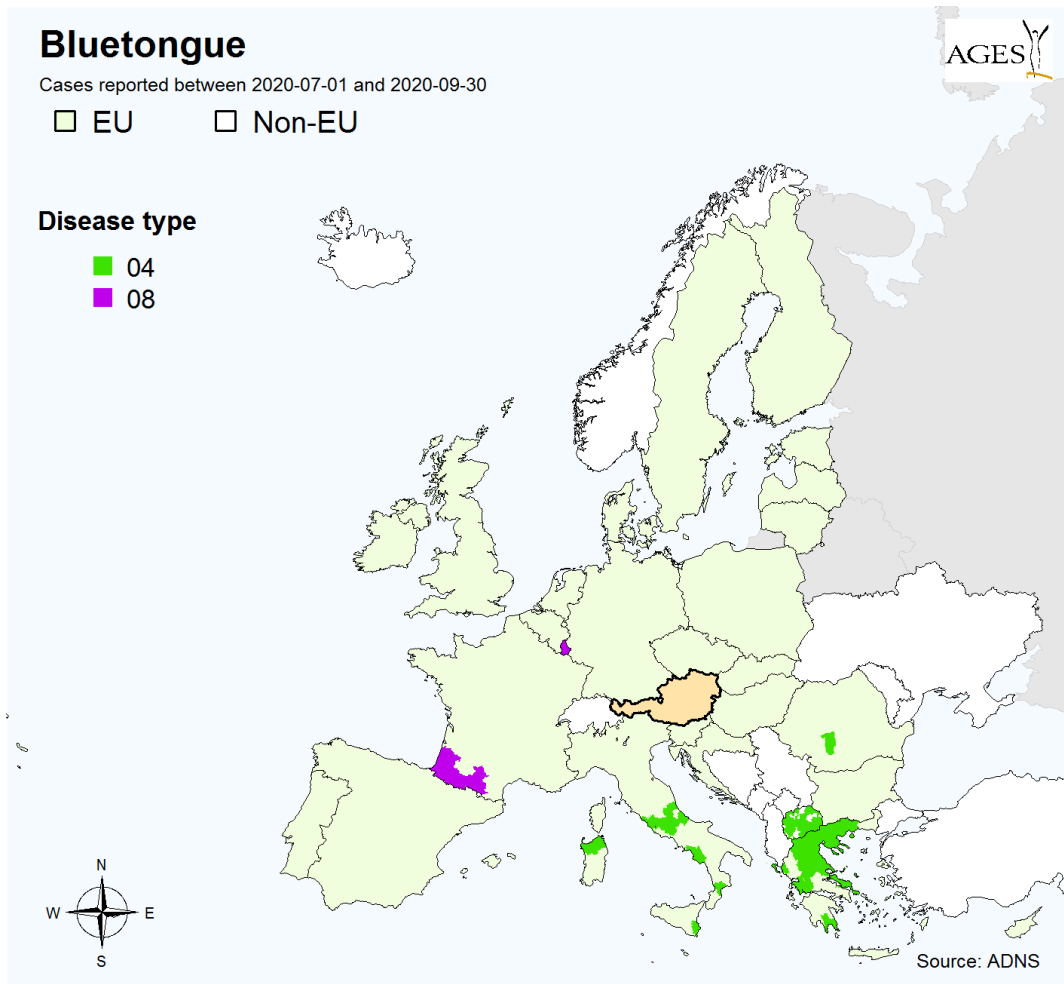 Bluetongue
Cases reported between 2020-07-01 and 2020-09-30
EU
Non-EU
AGES
Disease type
04
08
N
W
E
S
Source: ADNS